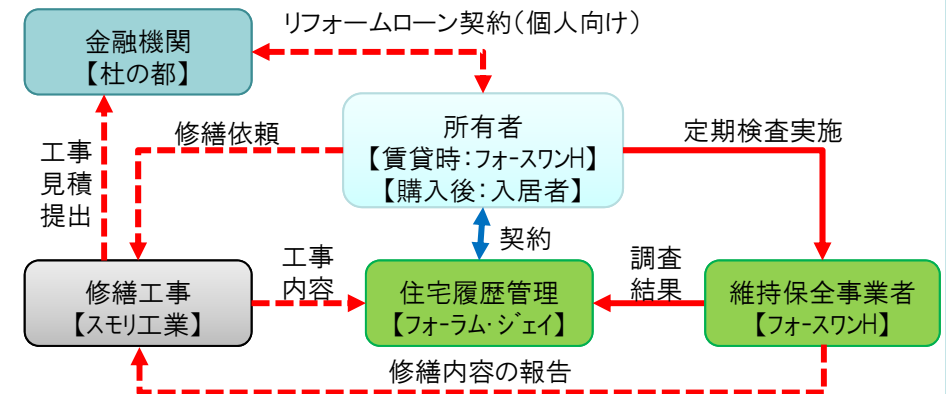 リフォームローン契約（個人向け）
金融機関
【杜の都】
所有者
【賃貸時：フォースワンH】
【購入後：入居者】
修繕依頼
定期検査実施
工事
見積
提出
契約
工事
内容
調査
結果
修繕工事
【スモリ工業】
住宅履歴管理
【フォーラム・ジェイ】
維持保全事業者
【フォースワンH】
修繕内容の報告